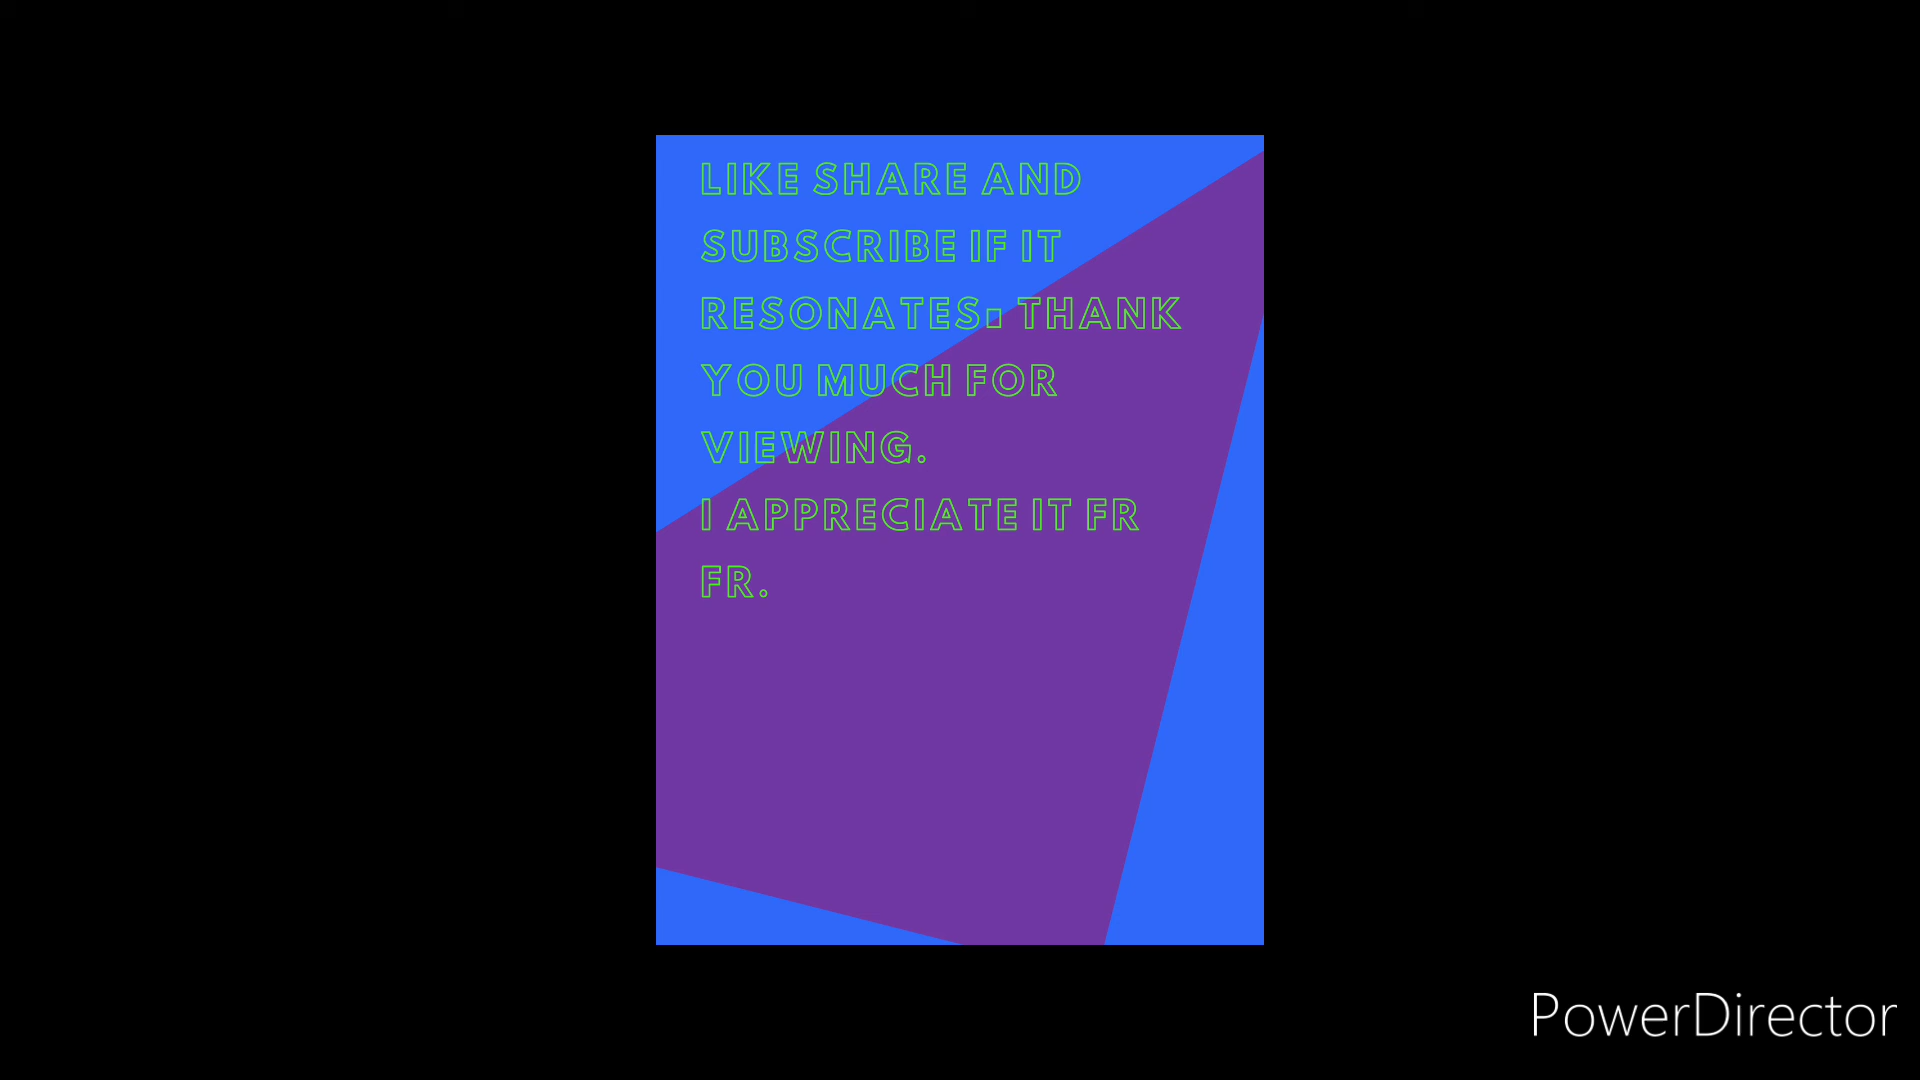 LIKE SHARE AND
SUBSCRIBE IF IT
RESONATES▯ THANK
YOU MUCH FOR
VIEWING.
I APPRECIATE IT FR
FR.
PowerDirector